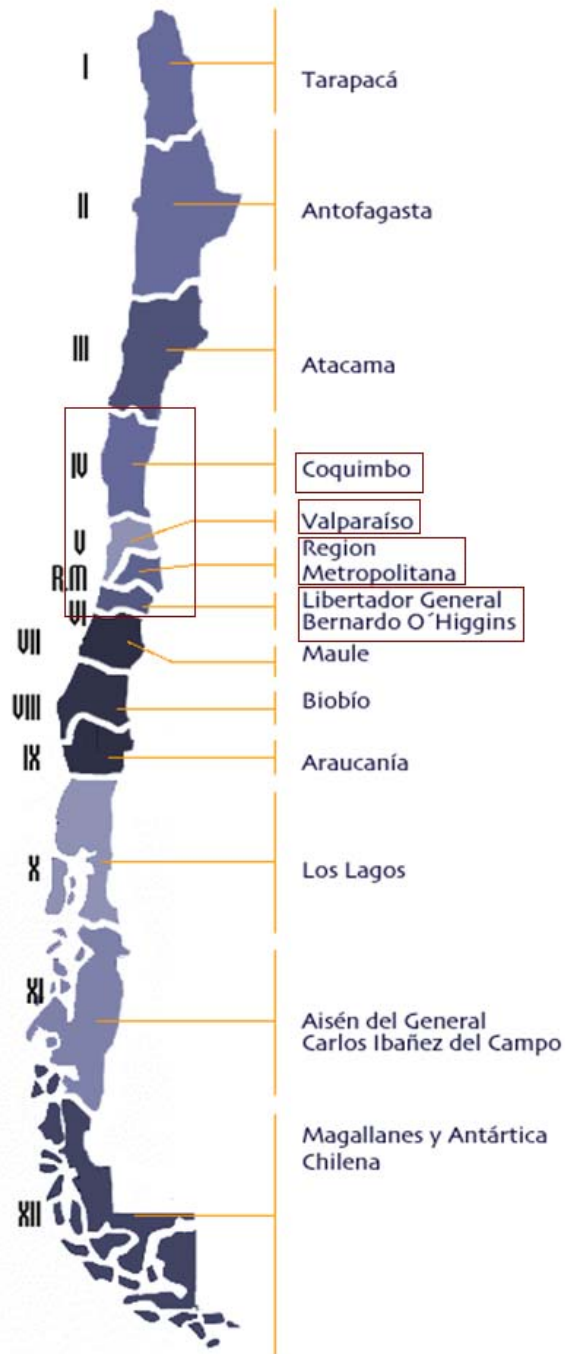 I
Tarapacá
II
Antofagasta
III
Atacama
IV
Coquimbo
V
Valparaíso
R.M
Region
Metropolitana
VI
Libertador General
Bernardo O´Higgins
VII
Maule
VIII
Biobío
IX
Araucanía
X
Los Lagos
XI
Aisén del General
Carlos Ibañez del Campo
XII
Magallanes y Antártica
Chilena